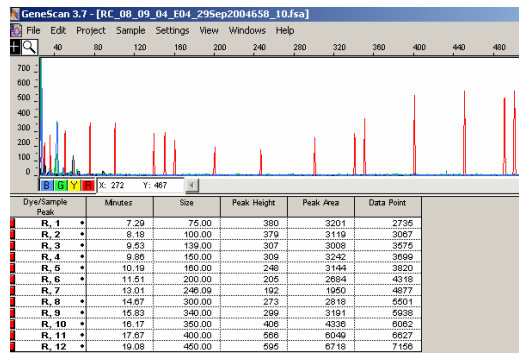 GeneScan 3.7 - [RC_08_09_04_E04_29Sep2004658_10.fsa]
File Edit Project Sample Settings View Windows Help
40 80 120 160 200 240 280 320 360 400 440 480
700
600
500
400
300
200
100
0
B G Y R X: 272 Y: 467
Dye/Sample Peak Minutes Size Peak Height Peak Area Data Point
R, 1 • 7.29 75.00 380 3201 2735
R, 2 • 8.18 100.00 379 3119 3067
R, 3 • 9.53 139.00 307 3008 3575
R, 4 • 9.86 150.00 309 3242 3699
R, 5 • 10.19 160.00 248 3144 3820
R, 6 • 11.51 200.00 205 2684 4318
R, 7 13.01 246.09 192 1950 4877
R, 8 • 14.67 300.00 273 2818 5501
R, 9 • 15.83 340.00 299 3191 5938
R, 10 • 16.17 350.00 406 4336 6062
R, 11 • 17.67 400.00 566 6049 6627
R, 12 • 19.08 450.00 595 6718 7156